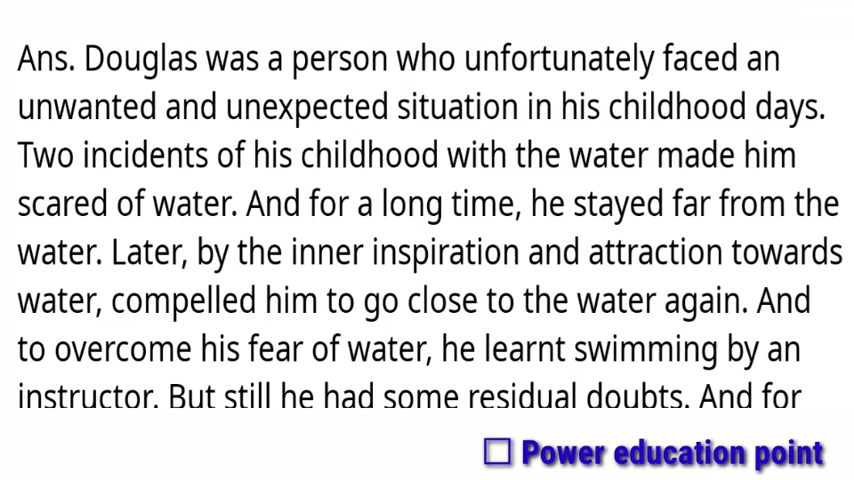 Ans. Douglas was a person who unfortunately faced an
unwanted and unexpected situation in his childhood days.
Two incidents of his childhood with the water made him
scared of water. And for a long time, he stayed far from the
water. Later, by the inner inspiration and attraction towards
water, compelled him to go close to the water again. And
to overcome his fear of water, he learnt swimming by an
instructor. But still he had some residual doubts. And for
☐ Power education point